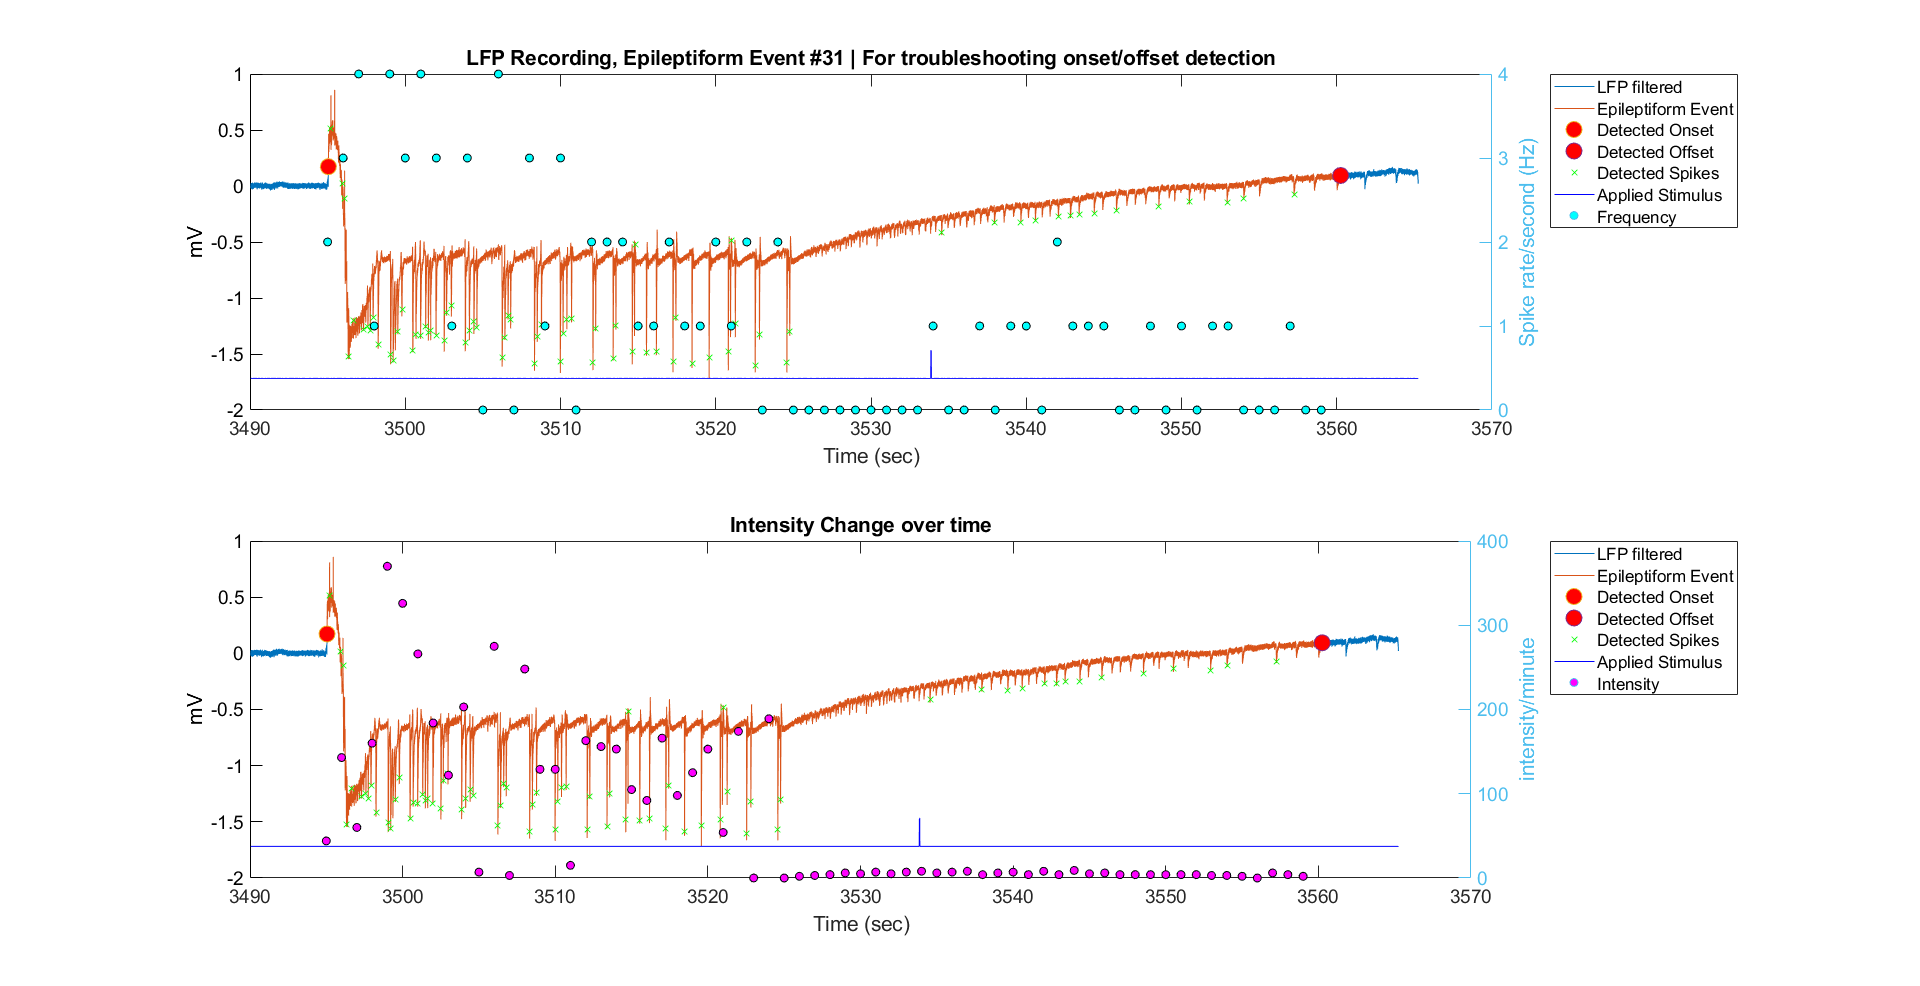 LFP Recording, Epileptiform Event #31 | For troubleshooting onset/offset detection
1
0.5
0
-0.5
-1
-1.5
-2
mV
3490
3500
3510
3520
3530
3540
3550
3560
3570
Time (sec)
4
3
2
1
0
Spike rate/second (Hz)
LFP filtered
Epileptiform Event
Detected Onset
Detected Offset
Detected Spikes
Applied Stimulus
Frequency
Intensity Change over time
1
0.5
0
-0.5
-1
-1.5
-2
mV
3490
3500
3510
3520
3530
3540
3550
3560
3570
Time (sec)
400
300
200
100
0
intensity/minute
LFP filtered
Epileptiform Event
Detected Onset
Detected Offset
Detected Spikes
Applied Stimulus
Intensity